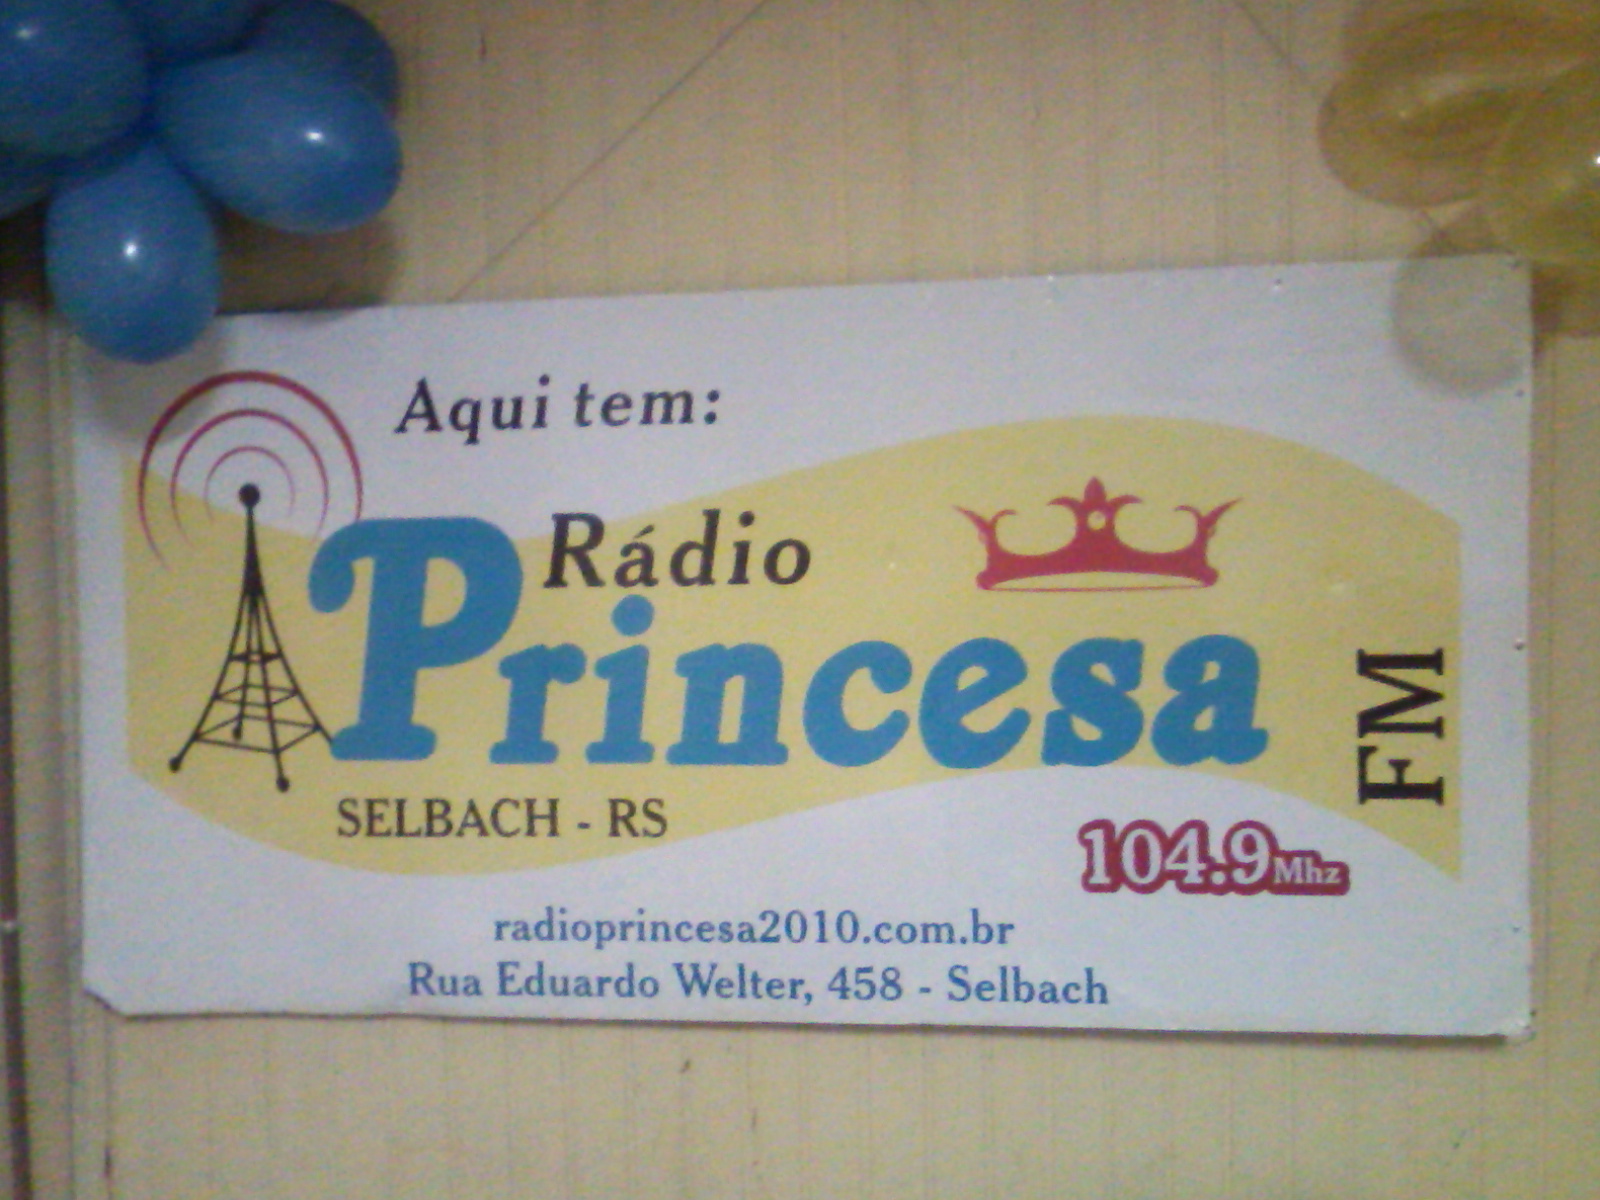 Aqui tem:
Rádio
Princesa
FM
SELBACH - RS
104.9Mhz
radioprincesa2010.com.br
Rua Eduardo Welter, 458 - Selbach